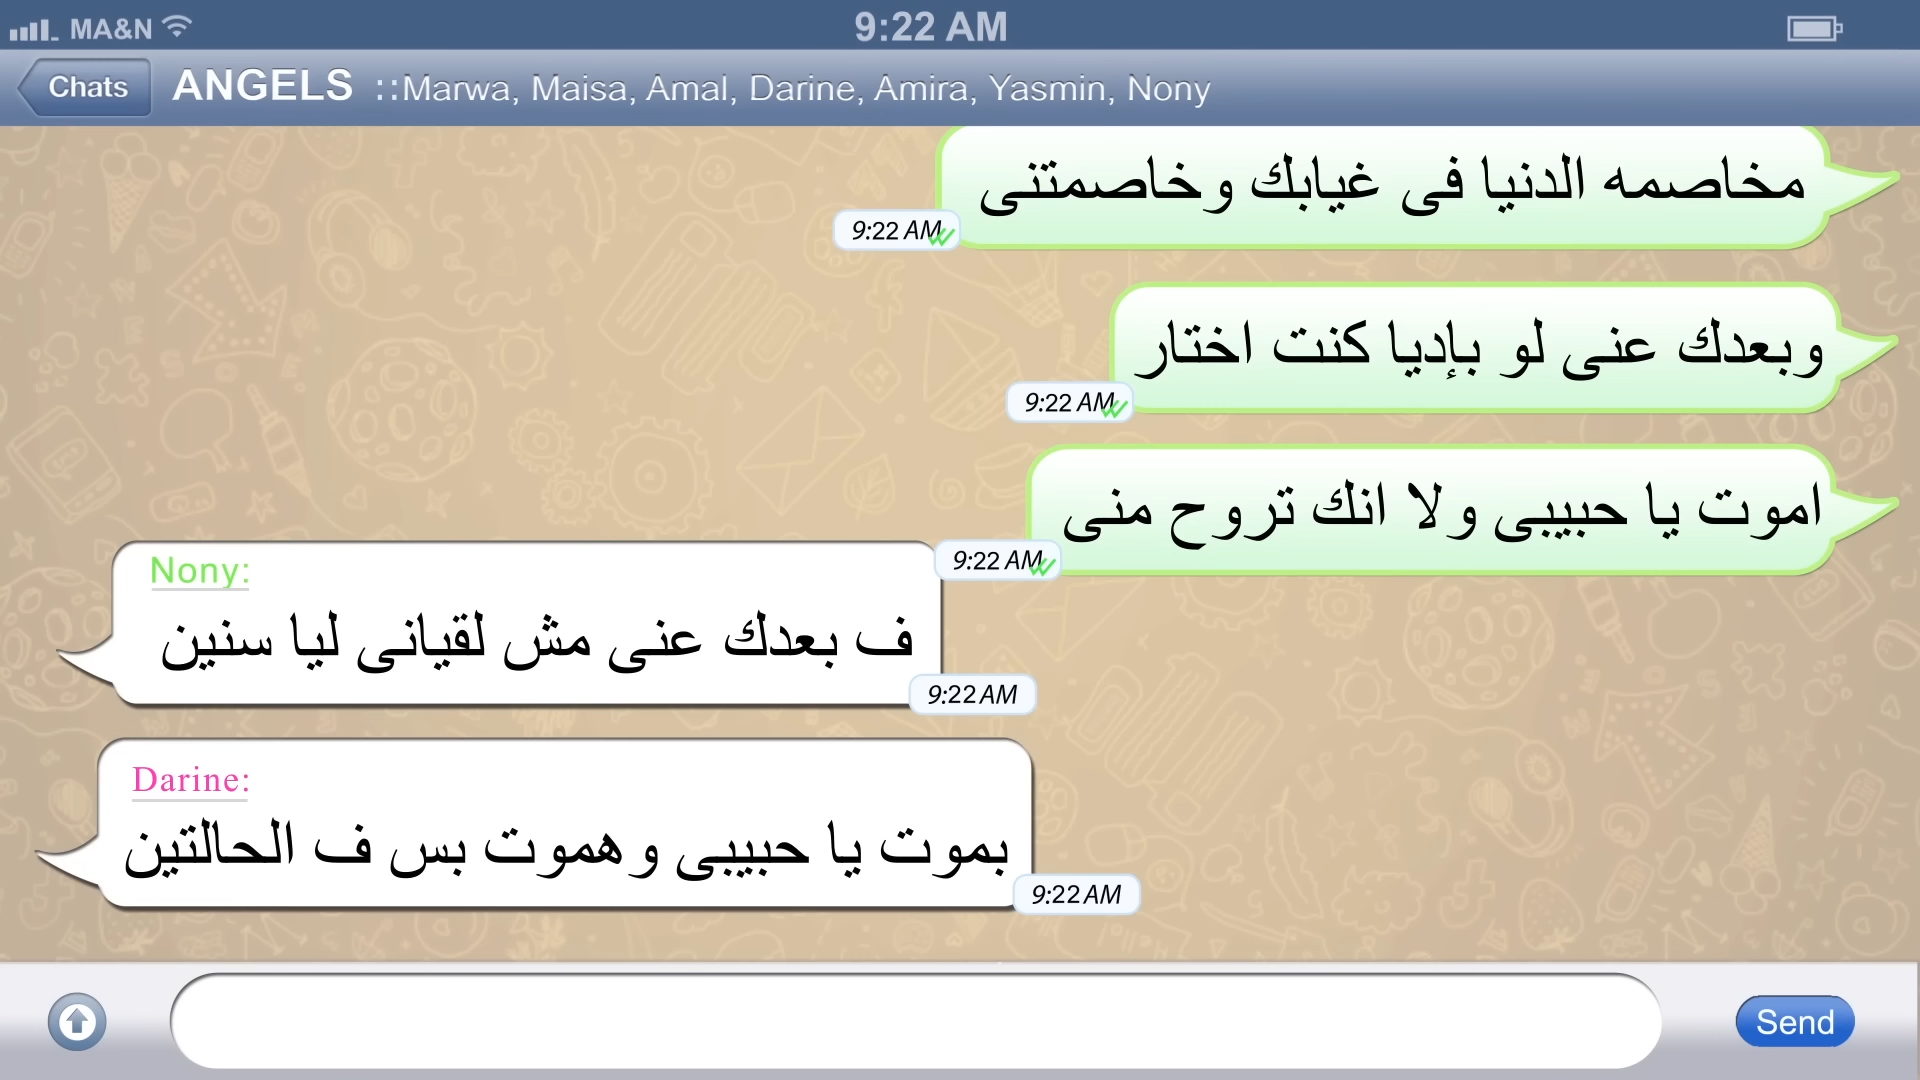 MA&N
9:22 AM
Chats
ANGELS ::Marwa, Maisa, Amal, Darine, Amira, Yasmin, Nony
مخاصمه الدنيا فى غيابك وخاصمتنى
9:22 AM
وبعدك عنى لو بإديا كنت اختار
9:22 AM
اموت يا حبيبى ولا انك تروح منى
9:22 AM
Nony:
ف بعدك عنى مش لقيانى ليا سنين
9:22 AM
Darine:
بموت يا حبيبى وهموت بس ف الحالتين
9:22 AM
Send